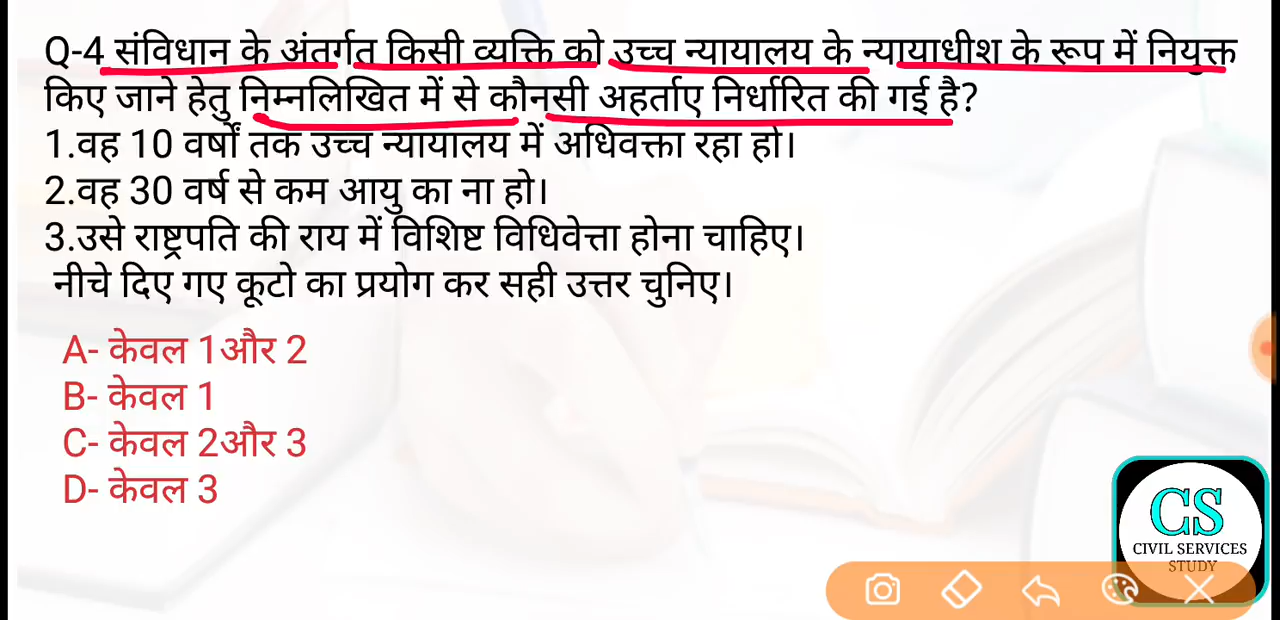 Q-4 संविधान के अंतर्गत किसी व्यक्ति को उच्च न्यायालय के न्यायाधीश के रूप में नियुक्त
किए जाने हेतु निम्नलिखित में से कौनसी अहर्ताए निर्धारित की गई है?
1.वह 10 वर्षों तक उच्च न्यायालय में अधिवक्ता रहा हो।
2.वह 30 वर्ष से कम आयु का ना हो।
3.उसे राष्ट्रपति की राय में विशिष्ट विधिवेत्ता होना चाहिए।
नीचे दिए गए कूटो का प्रयोग कर सही उत्तर चुनिए।
A- केवल 1और 2
B- केवल 1
C- केवल 2और 3
D- केवल 3
CS
CIVIL SERVICES
STUDY